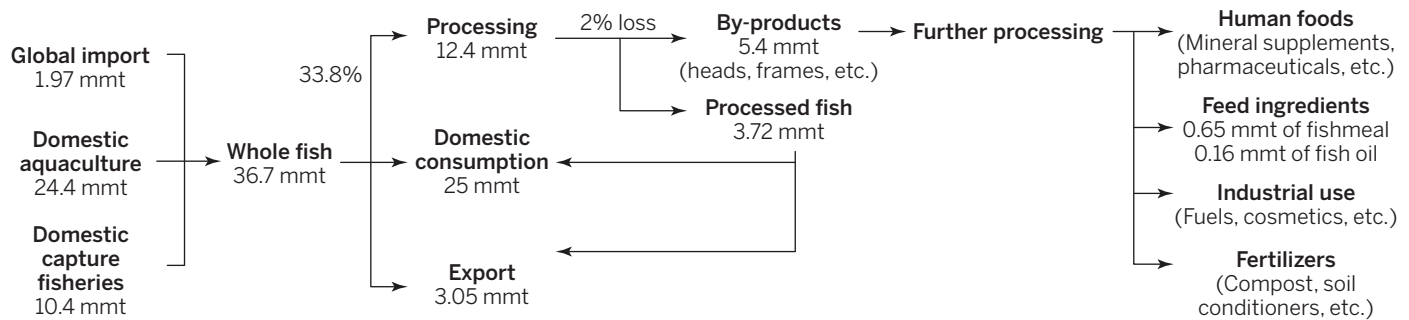 Global import
1.97 mmt
Domestic
aquaculture
24.4 mmt
Domestic
capture
fisheries
10.4 mmt
Whole fish
36.7 mmt
33.8%
Processing
12.4 mmt
Domestic
consumption
25 mmt
Export
3.05 mmt
2% loss
By-products
5.4 mmt
(heads, frames, etc.)
Processed fish
3.72 mmt
Further processing
Human foods
(Mineral supplements,
pharmaceuticals, etc.)
Feed ingredients
0.65 mmt of fishmeal
0.16 mmt of fish oil
Industrial use
(Fuels, cosmetics, etc.)
Fertilizers
(Compost, soil
conditioners, etc.)